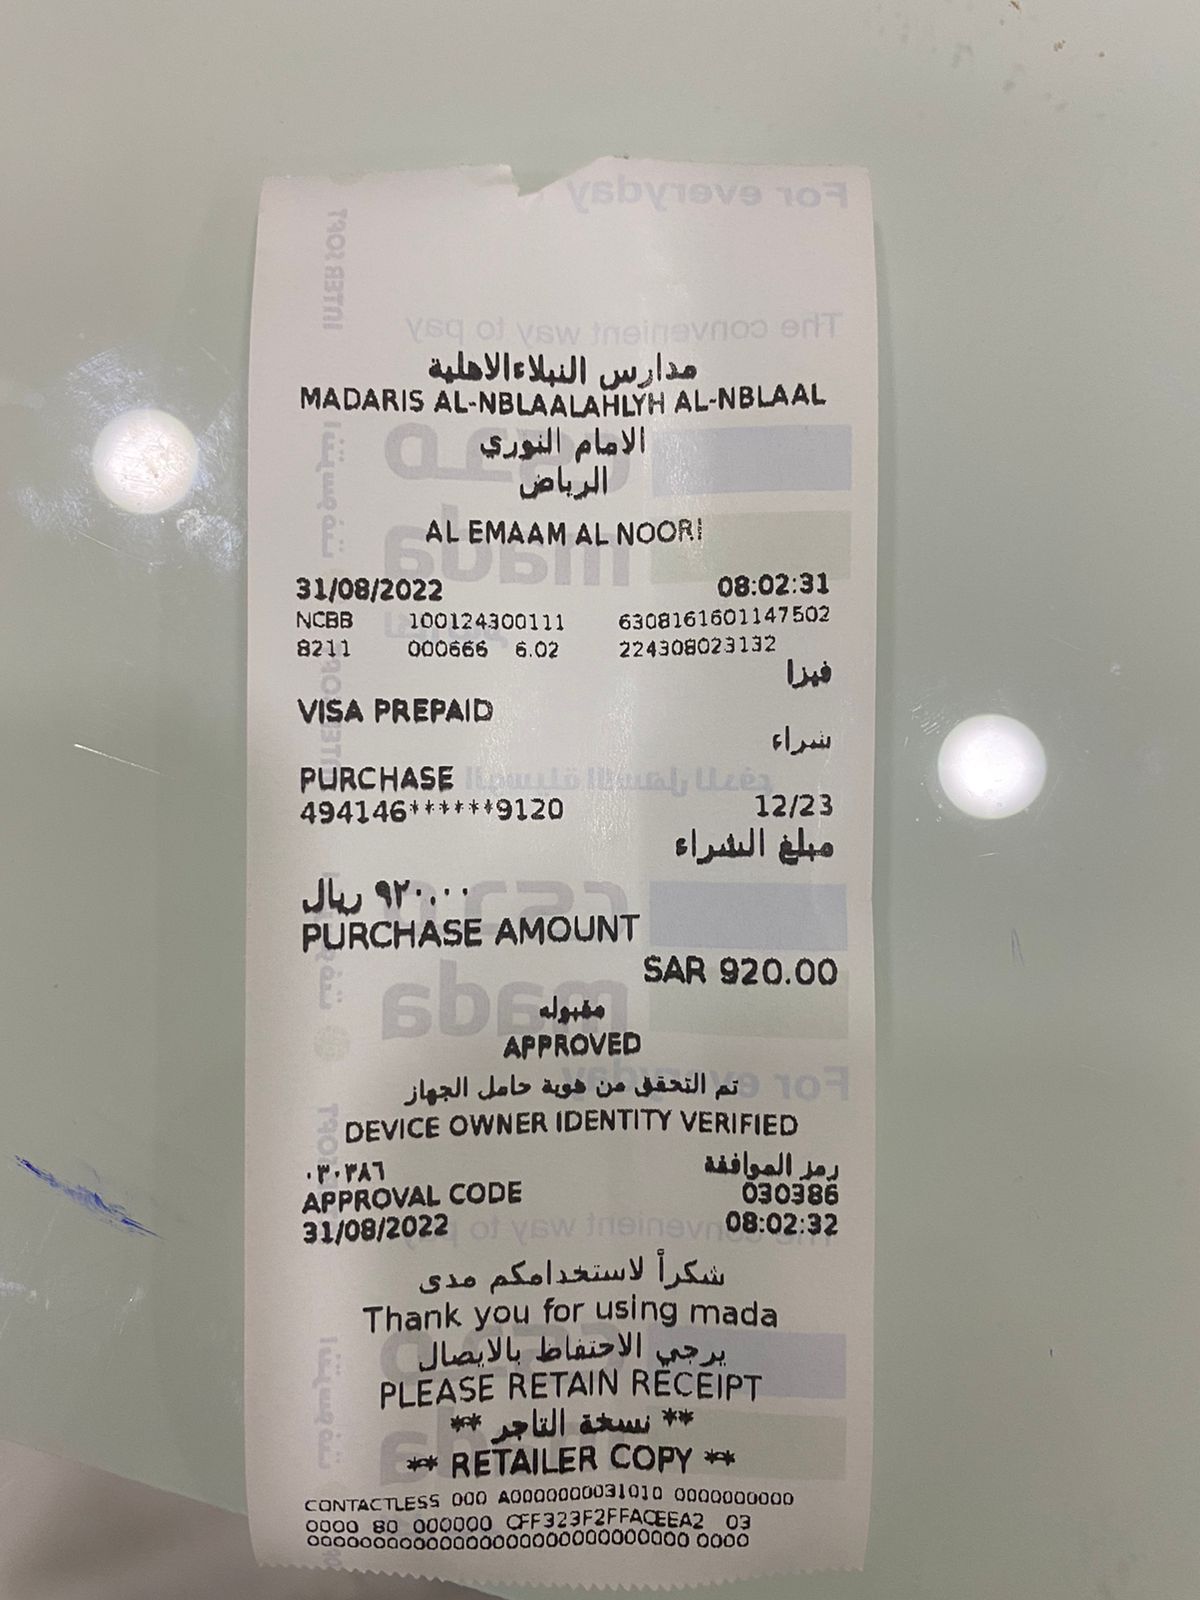 مدارس النبلاءالاهلية
MADARIS AL-NBLAALAHLYH AL-NBLAAL
الامام النوري
الرياض
AL EMAAM AL NOORI
31/08/2022 08:02:31
NCBB 100124300111 6308161601147502
8211 000666 6.02 224308023132
فيزا
VISA PREPAID
شراء
PURCHASE
494146******9120 12/23
مبلغ الشراء
٩٢٠.٠٠ ريال
PURCHASE AMOUNT
SAR 920.00
مقبوله
APPROVED
تم التحقق من هوية حامل الجهاز
DEVICE OWNER IDENTITY VERIFIED
رمز الموافقة ٠٣٠٣٨٦
APPROVAL CODE 030386
31/08/2022 08:02:32
شكراً لاستخدامكم مدى
Thank you for using mada
يرجي الاحتفاظ بالايصال
PLEASE RETAIN RECEIPT
** نسخة التاجر **
** RETAILER COPY **
CONTACTLESS 000 A0000000031010 0000000000
0000 80 000000 CFF323F2FFACEEA2 03